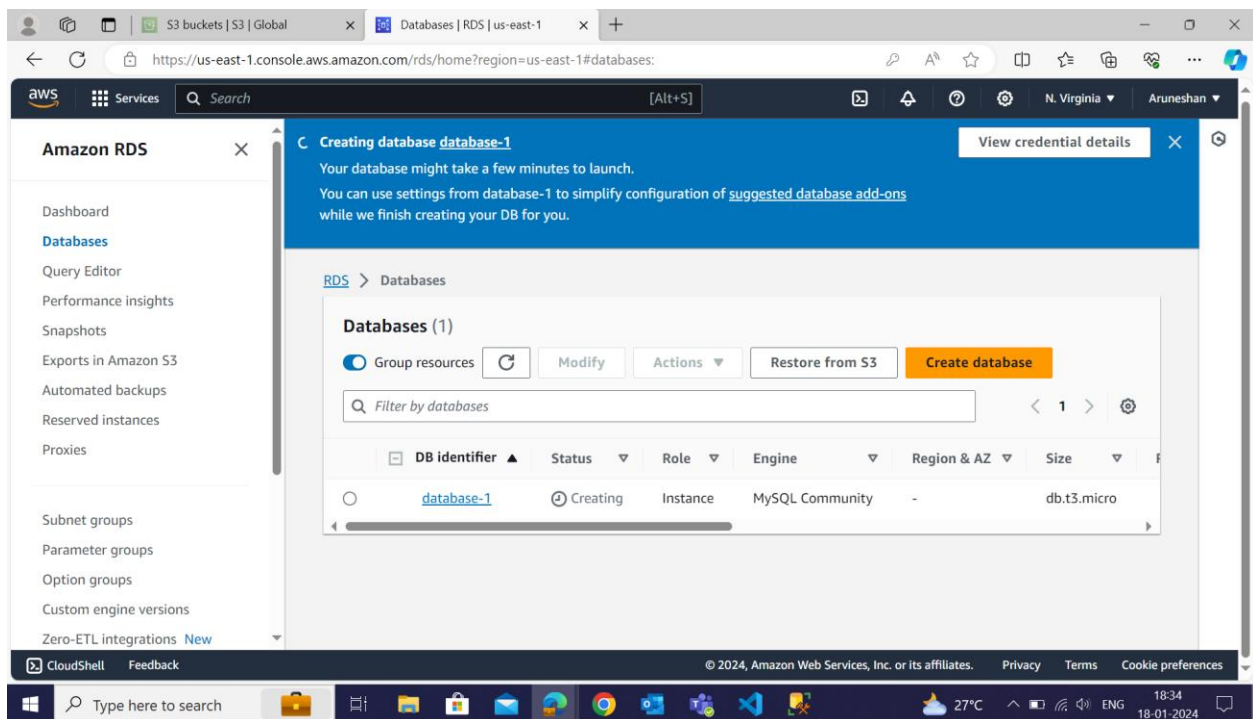 S3 buckets | S3 | Global
Databases | RDS | us-east-1
https://us-east-1.console.aws.amazon.com/rds/home?region=us-east-1#databases:
aws Services Search [Alt+S] N. Virginia Aruneshan
Amazon RDS
Dashboard
Databases
Query Editor
Performance insights
Snapshots
Exports in Amazon S3
Automated backups
Reserved instances
Proxies
Subnet groups
Parameter groups
Option groups
Custom engine versions
Zero-ETL integrations New
Creating database database-1
View credential details
Your database might take a few minutes to launch.
You can use settings from database-1 to simplify configuration of suggested database add-ons
while we finish creating your DB for you.
RDS > Databases
Databases (1)
Group resources Modify Actions Restore from S3 Create database
Filter by databases
1
DB identifier Status Role Engine Region & AZ Size
database-1 Creating Instance MySQL Community - db.t3.micro
CloudShell Feedback © 2024, Amazon Web Services, Inc. or its affiliates. Privacy Terms Cookie preferences
Type here to search 27°C ENG
18:34
18-01-2024